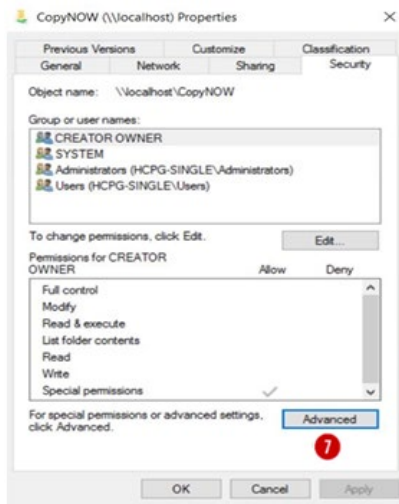 CopyNOW (\\localhost) Properties
Previous Versions Customize Classification
General Network Sharing Security
Object name: \\localhost\CopyNOW
Group or user names:
CREATOR OWNER
SYSTEM
Administrators (HCPG-SINGLE\Administrators)
Users (HCPG-SINGLE\Users)
To change permissions, click Edit. Edit...
Permissions for CREATOR
OWNER Allow Deny
Full control
Modify
Read & execute
List folder contents
Read
Write
Special permissions
For special permissions or advanced settings,
click Advanced. Advanced
7
OK Cancel Apply